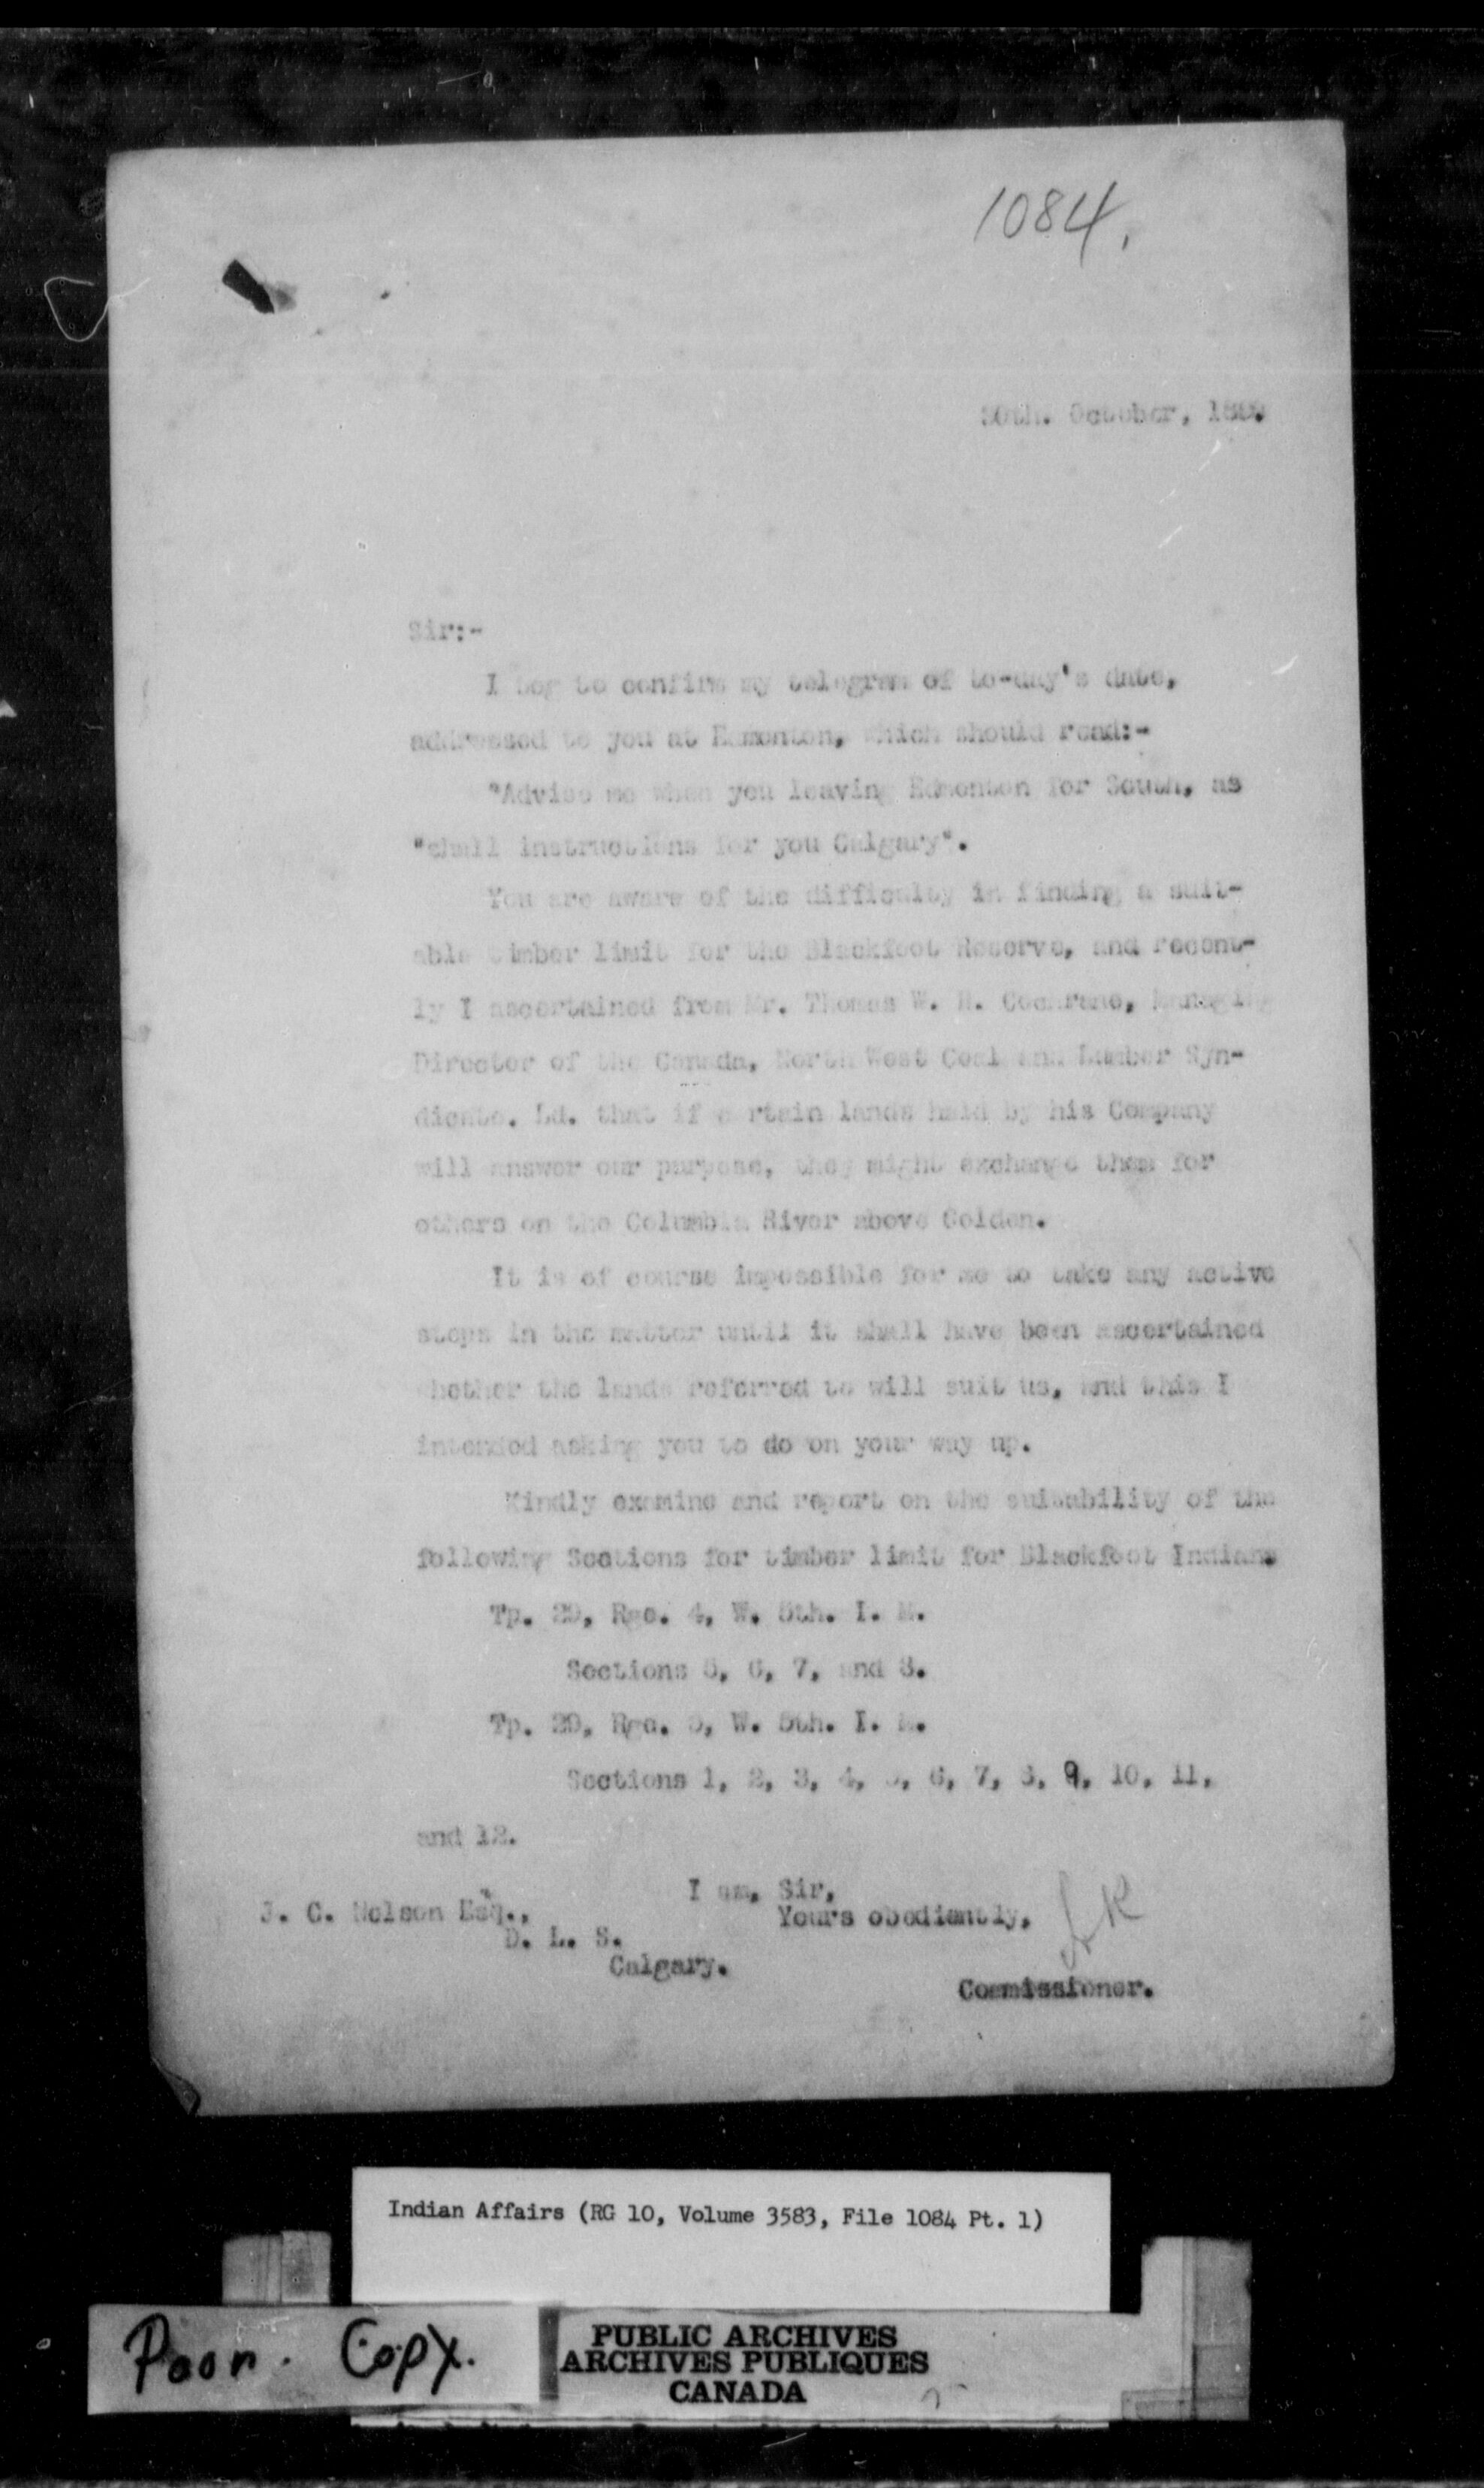 1084.
October, 188
Sir:-
I beg to confirm my telegram of to-day's date,
addressed to you at Edmonton, which should read:-
"Advise me when you leaving Edmonton for South, as
"shall instructions for you Calgary".
You are aware of the difficulty in finding a suit-
able timber limit for the Blackfoot Reserve, and recent-
ly I ascertained from Mr. Thomas W. H. Cochrane, Managing
Director of the Canada, North West Coal and Lumber Syn-
dicate. Ld. that if certain lands held by his Company
will answer our purpose, they might exchange them for
others on the Columbia River above Golden.
It is of course impossible for me to take any active
steps in the matter until it shall have been ascertained
whether the lands referred to will suit us, and this I
intended asking you to do on your way up.
Kindly examine and report on the suitability of the
following Sections for timber limit for Blackfoot Indians
Tp. Rge. 4, W. 5th. I. M.
Sections 5, 6, 7, and 8.
Tp. Rge. 5, W. 5th. I. M.
Sections 1, 2, 3, 4, 5, 6, 7, 8, 9, 10, 11,
and 12.
I am, Sir,
Yours obediently,
J. C. Nelson Esq.,
D. L. S.
Calgary.
Commissioner.
Indian Affairs (RG 10, Volume 3583, File 1084 Pt. 1)
Poor Copy.
PUBLIC ARCHIVES
ARCHIVES PUBLIQUES
CANADA